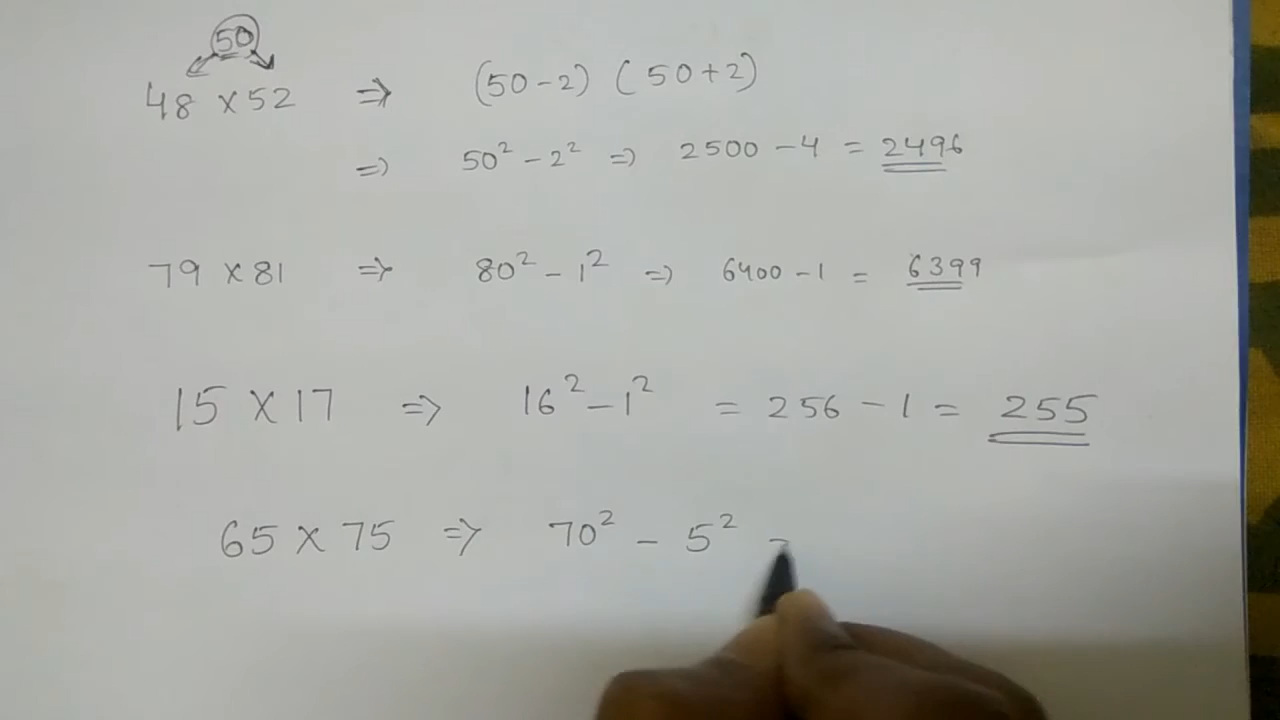 50
48 × 52 ⇒ (50-2) (50+2)
⇒ 50² - 2² ⇒ 2500 - 4 = 2496
79 × 81 ⇒ 80² - 1² ⇒ 6400 - 1 = 6399
15 × 17 ⇒ 16² - 1² = 256 - 1 = 255
65 × 75 ⇒ 70² - 5² -